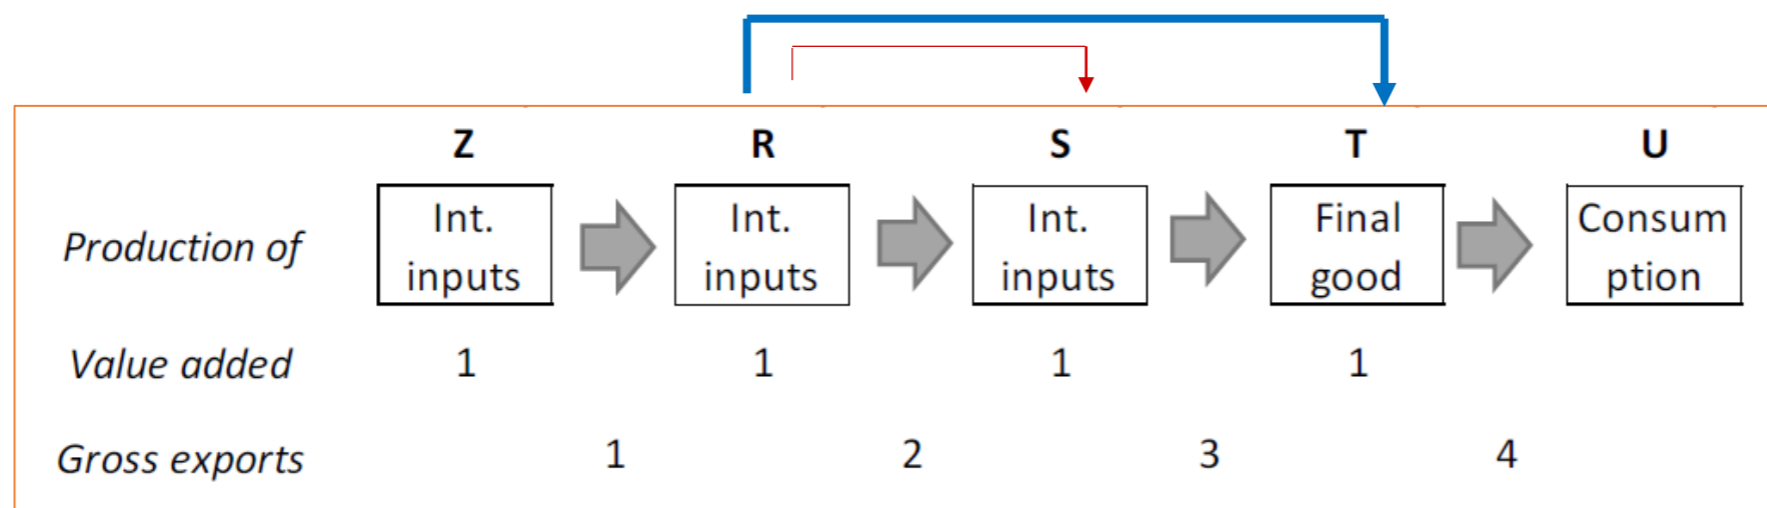 Z R S T U
Production of
Int. inputs
Int. inputs
Int. inputs
Final good
Consum ption
Value added 1 1 1 1
Gross exports 1 2 3 4